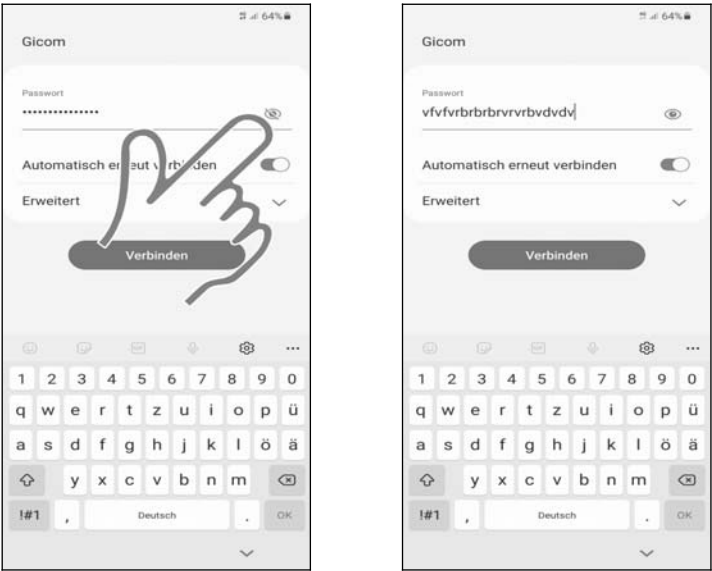 64%
Gicom
Passwort
•••••••••••••••
Automatisch erneut verbinden
Erweitert
Verbinden
GIF
1 2 3 4 5 6 7 8 9 0
q w e r t z u i o p ü
a s d f g h j k l ö ä
y x c v b n m
!#1 , Deutsch . OK
64%
Gicom
Passwort
vfvfvrbrbrbrvrvrbvdvdv
Automatisch erneut verbinden
Erweitert
Verbinden
GIF
1 2 3 4 5 6 7 8 9 0
q w e r t z u i o p ü
a s d f g h j k l ö ä
y x c v b n m
!#1 , Deutsch . OK